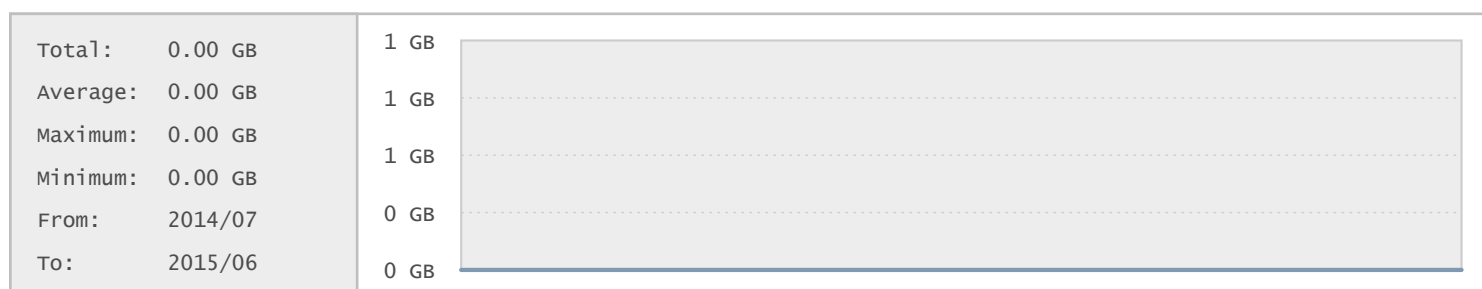 Total: 0.00 GB
Average: 0.00 GB
Maximum: 0.00 GB
Minimum: 0.00 GB
From: 2014/07
To: 2015/06
1 GB
1 GB
1 GB
0 GB
0 GB